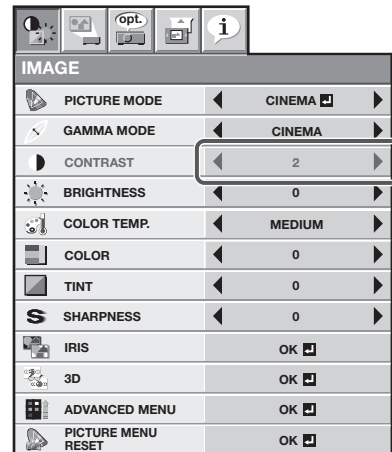 opt.
i
IMAGE
PICTURE MODE CINEMA
GAMMA MODE CINEMA
CONTRAST 2
BRIGHTNESS 0
COLOR TEMP. MEDIUM
COLOR 0
TINT 0
S SHARPNESS 0
IRIS OK
3D OK
ADVANCED MENU OK
PICTURE MENU
RESET OK